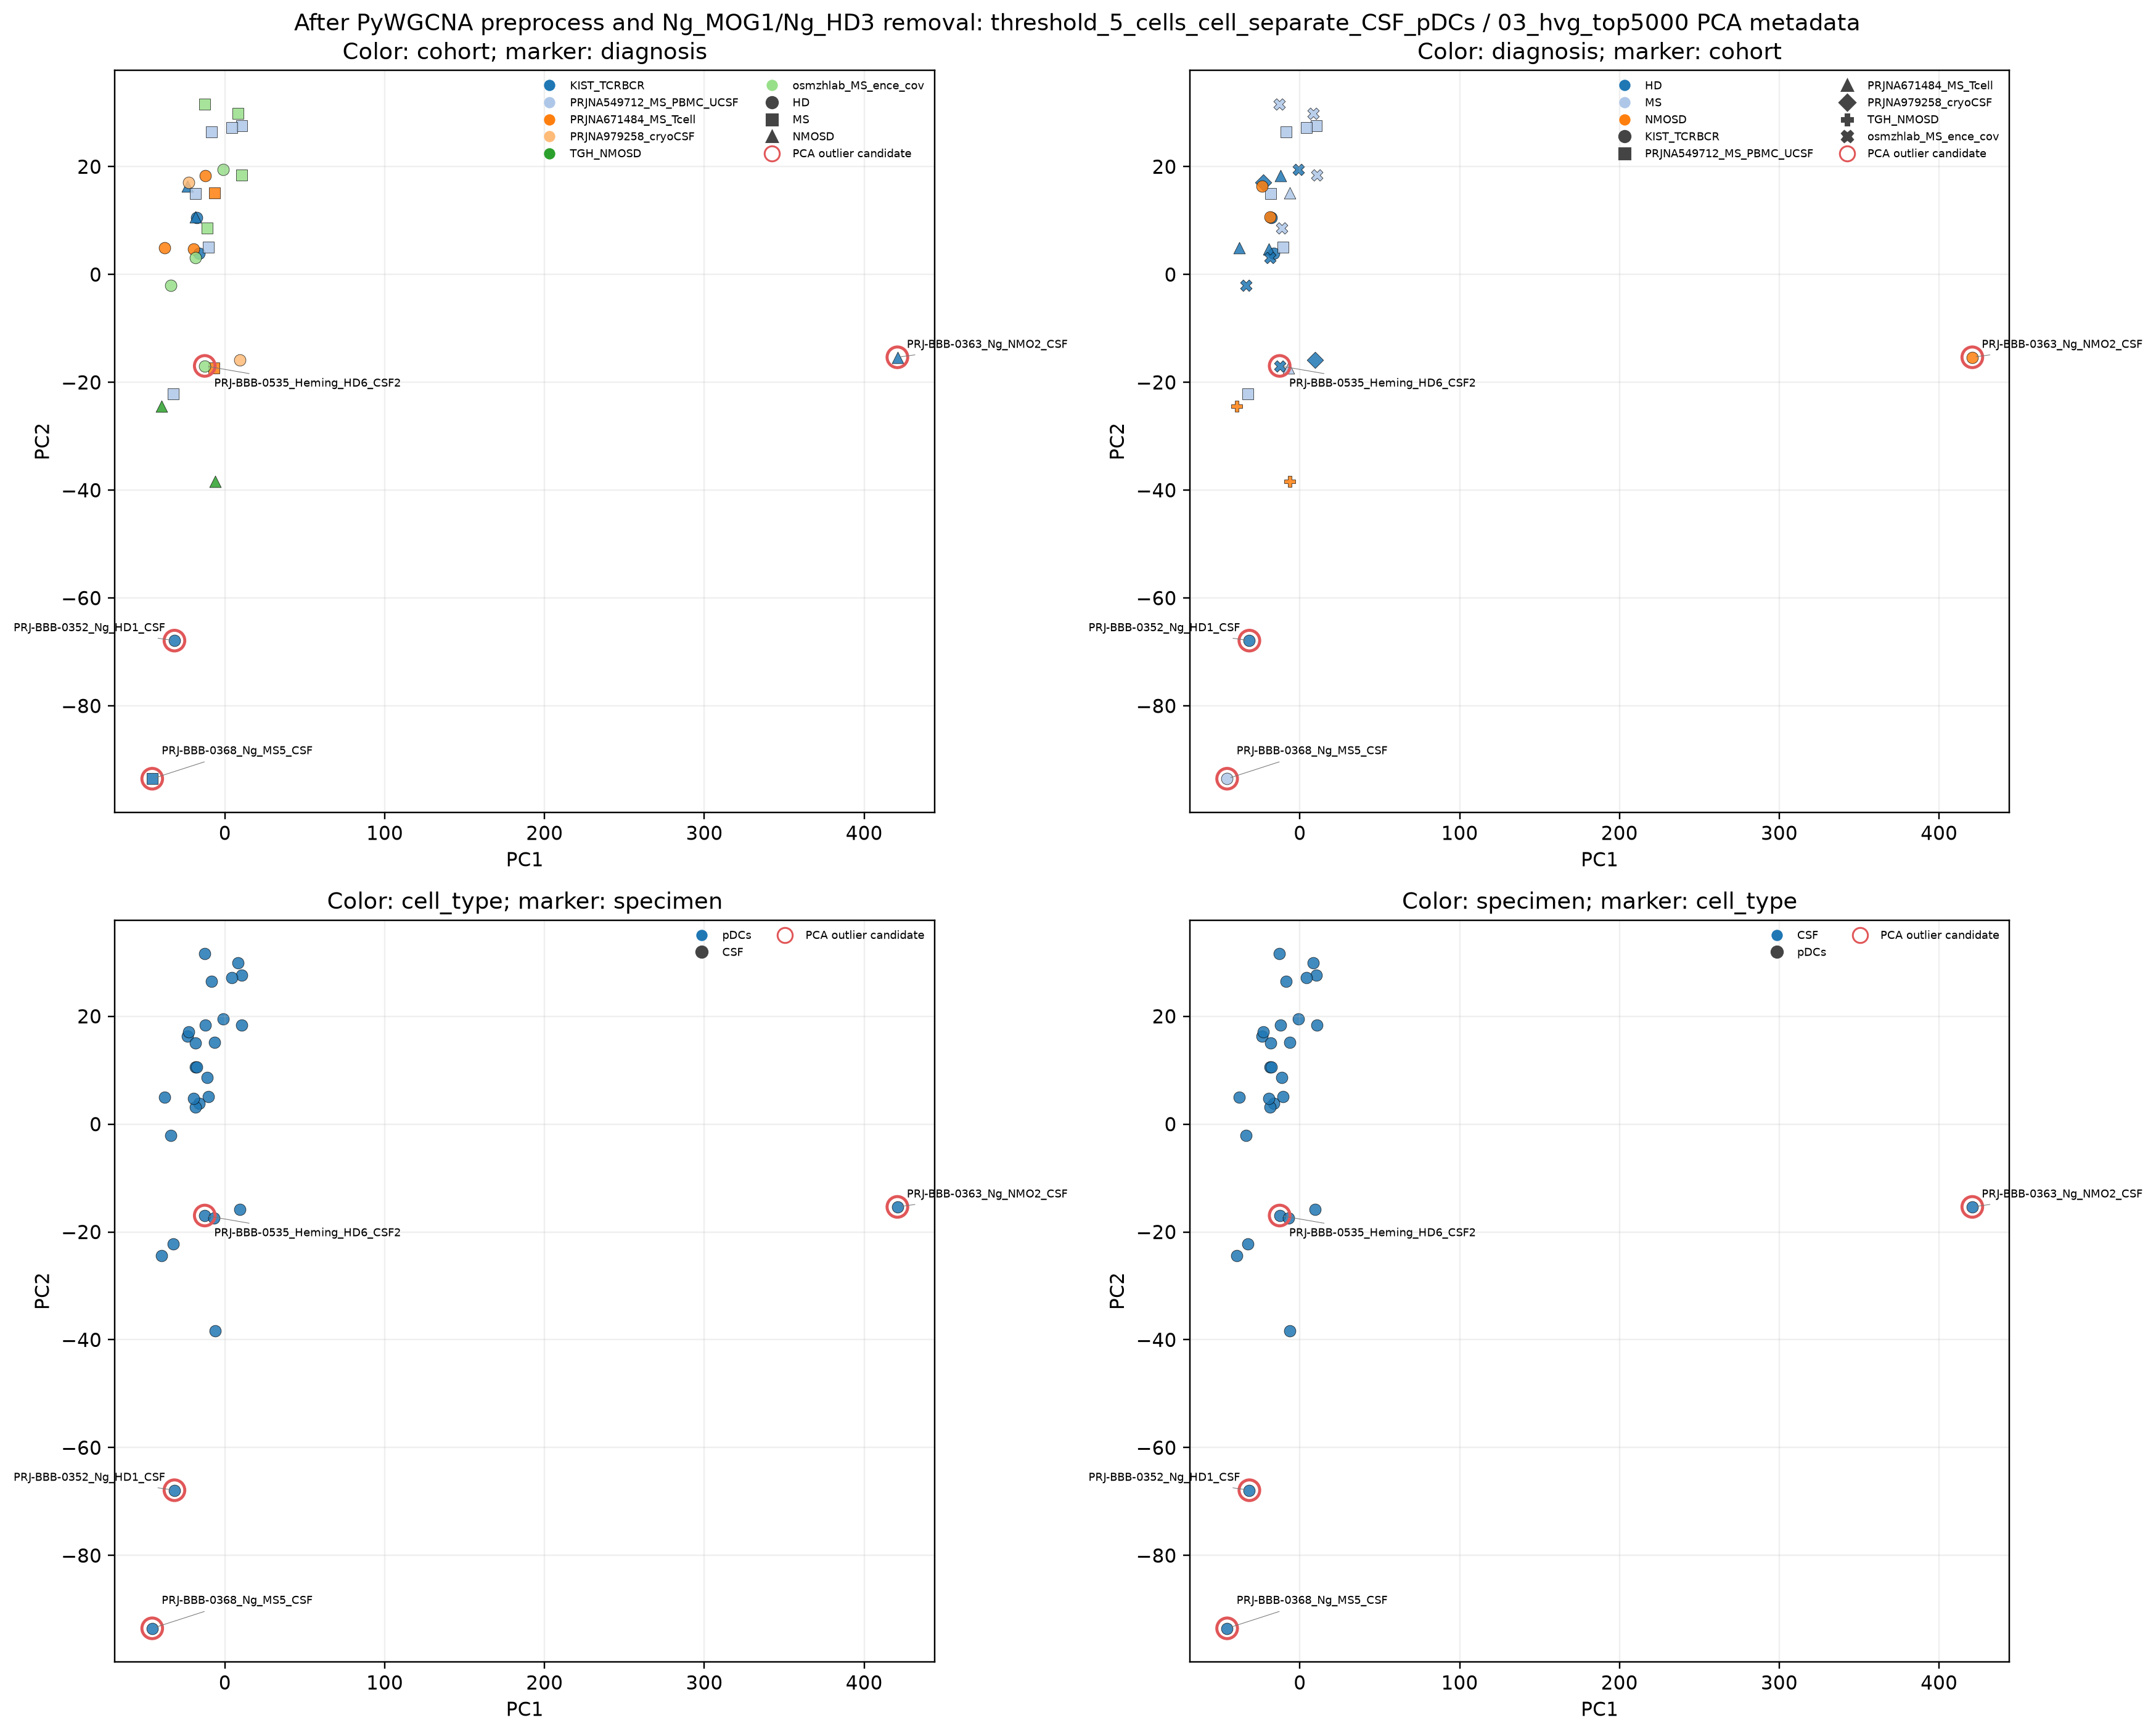 After PyWGCNA preprocess and Ng_MOG1/Ng_HD3 removal: threshold_5_cells_cell_separate_CSF_pDCs / 03_hvg_top5000 PCA metadata
Color: cohort; marker: diagnosis
KIST_TCRBCR
PRJNA549712_MS_PBMC_UCSF
PRJNA671484_MS_Tcell
PRJNA979258_cryoCSF
TGH_NMOSD
osmzhlab_MS_ence_cov
HD
MS
NMOSD
PCA outlier candidate
PRJ-BBB-0363_Ng_NMO2_CSF
PRJ-BBB-0535_Heming_HD6_CSF2
PRJ-BBB-0352_Ng_HD1_CSF
PRJ-BBB-0368_Ng_MS5_CSF
20
0
−20
−40
−60
−80
PC2
0 100 200 300 400
PC1
Color: diagnosis; marker: cohort
HD
MS
NMOSD
KIST_TCRBCR
PRJNA549712_MS_PBMC_UCSF
PRJNA671484_MS_Tcell
PRJNA979258_cryoCSF
TGH_NMOSD
osmzhlab_MS_ence_cov
PCA outlier candidate
PRJ-BBB-0363_Ng_NMO2_CSF
PRJ-BBB-0535_Heming_HD6_CSF2
PRJ-BBB-0352_Ng_HD1_CSF
PRJ-BBB-0368_Ng_MS5_CSF
20
0
−20
−40
−60
−80
PC2
0 100 200 300 400
PC1
Color: cell_type; marker: specimen
pDCs
CSF
PCA outlier candidate
PRJ-BBB-0363_Ng_NMO2_CSF
PRJ-BBB-0535_Heming_HD6_CSF2
PRJ-BBB-0352_Ng_HD1_CSF
PRJ-BBB-0368_Ng_MS5_CSF
20
0
−20
−40
−60
−80
PC2
0 100 200 300 400
PC1
Color: specimen; marker: cell_type
CSF
pDCs
PCA outlier candidate
PRJ-BBB-0363_Ng_NMO2_CSF
PRJ-BBB-0535_Heming_HD6_CSF2
PRJ-BBB-0352_Ng_HD1_CSF
PRJ-BBB-0368_Ng_MS5_CSF
20
0
−20
−40
−60
−80
PC2
0 100 200 300 400
PC1